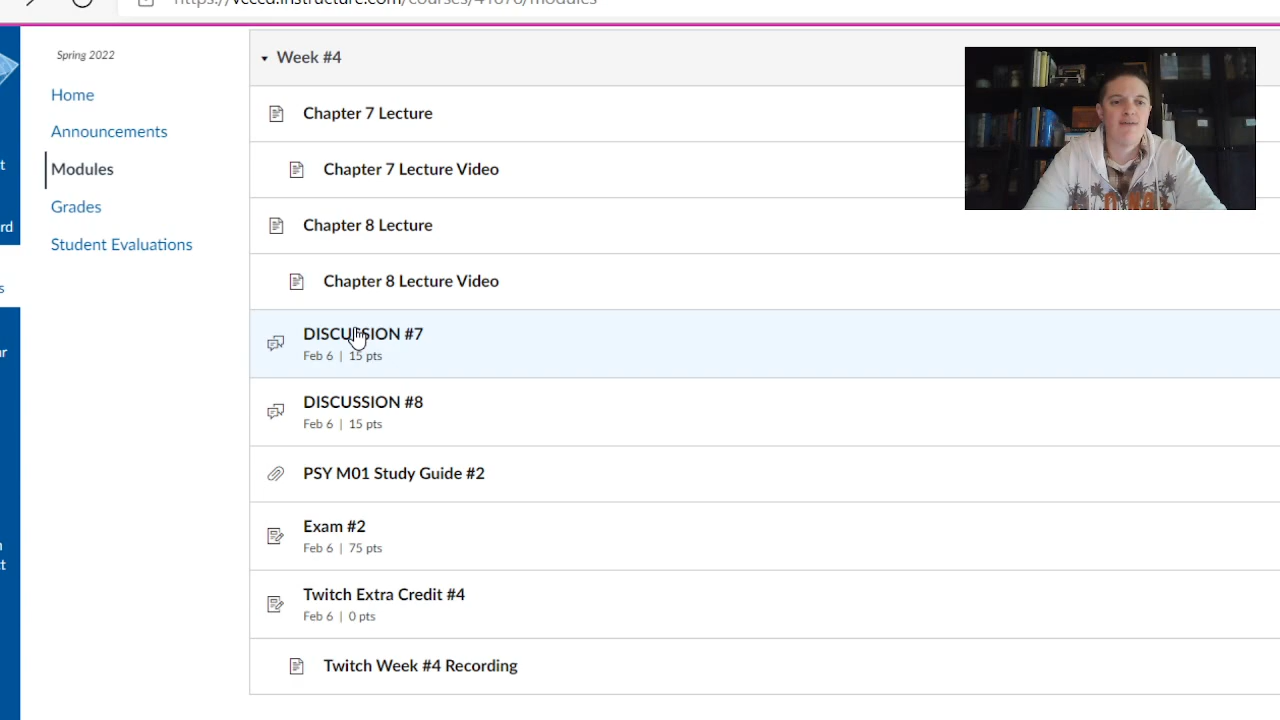 Spring 2022
Home
Announcements
Modules
Grades
Student Evaluations
Week #4
Chapter 7 Lecture
Chapter 7 Lecture Video
Chapter 8 Lecture
Chapter 8 Lecture Video
DISCUSSION #7
Feb 6 | 15 pts
DISCUSSION #8
Feb 6 | 15 pts
PSY M01 Study Guide #2
Exam #2
Feb 6 | 75 pts
Twitch Extra Credit #4
Feb 6 | 0 pts
Twitch Week #4 Recording